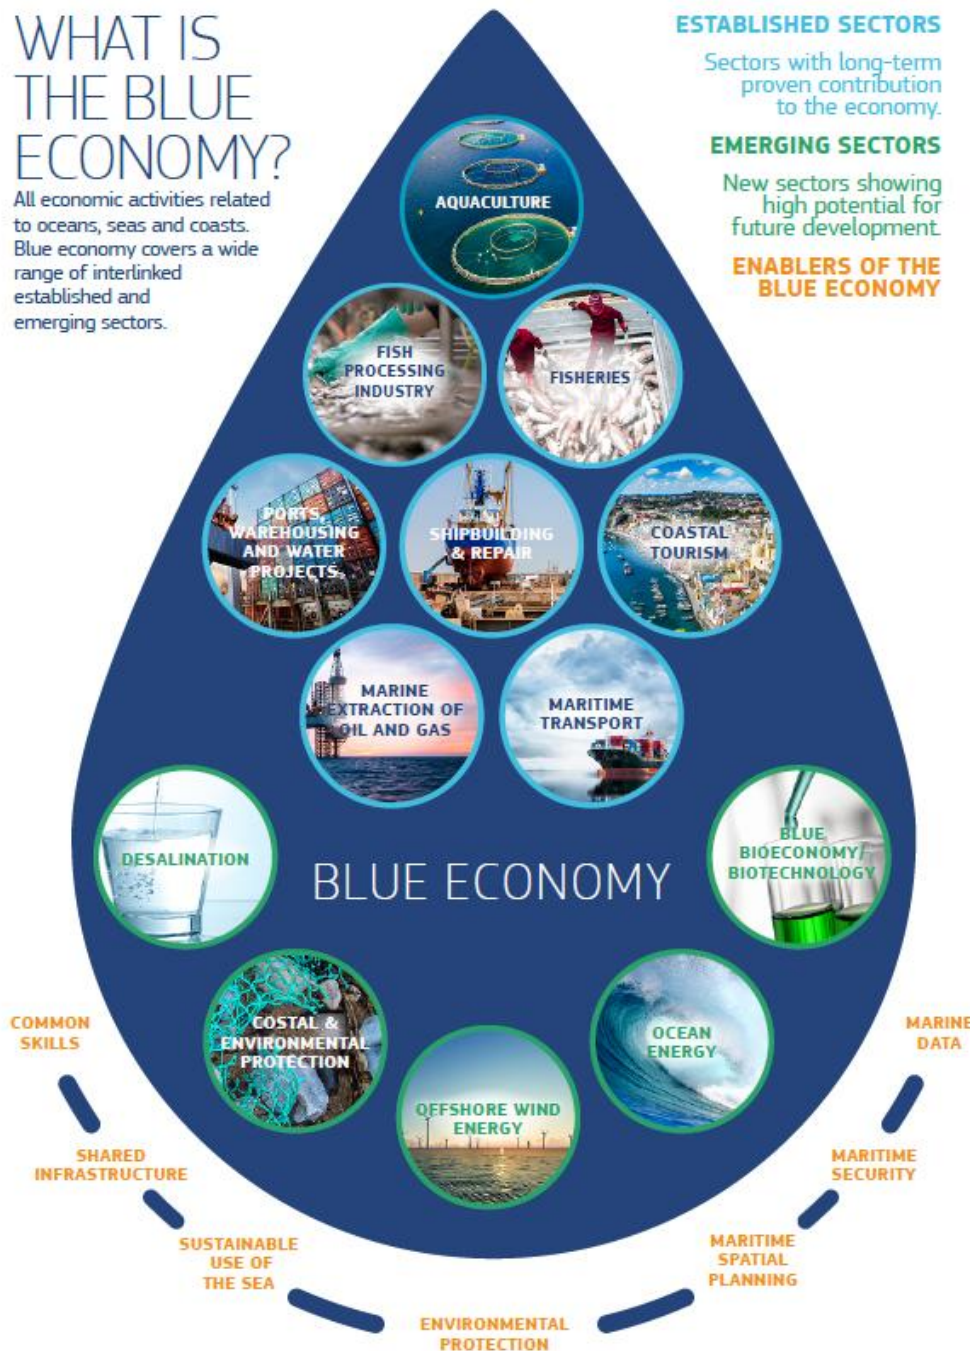 WHAT IS
THE BLUE
ECONOMY?
All economic activities related
to oceans, seas and coasts.
Blue economy covers a wide
range of interlinked
established and
emerging sectors.
ESTABLISHED SECTORS
Sectors with long-term
proven contribution
to the economy.
EMERGING SECTORS
New sectors showing
high potential for
future development.
ENABLERS OF THE
BLUE ECONOMY
AQUACULTURE
FISH
PROCESSING
INDUSTRY
FISHERIES
PORTS,
WAREHOUSING
AND WATER
PROJECTS
SHIPBUILDING
& REPAIR
COASTAL
TOURISM
MARINE
EXTRACTION OF
OIL AND GAS
MARITIME
TRANSPORT
DESALINATION
BLUE ECONOMY
BLUE
BIOECONOMY/
BIOTECHNOLOGY
COSTAL &
ENVIRONMENTAL
PROTECTION
OFFSHORE WIND
ENERGY
OCEAN
ENERGY
COMMON
SKILLS
SHARED
INFRASTRUCTURE
SUSTAINABLE
USE OF
THE SEA
ENVIRONMENTAL
PROTECTION
MARITIME
SPATIAL
PLANNING
MARITIME
SECURITY
MARINE
DATA